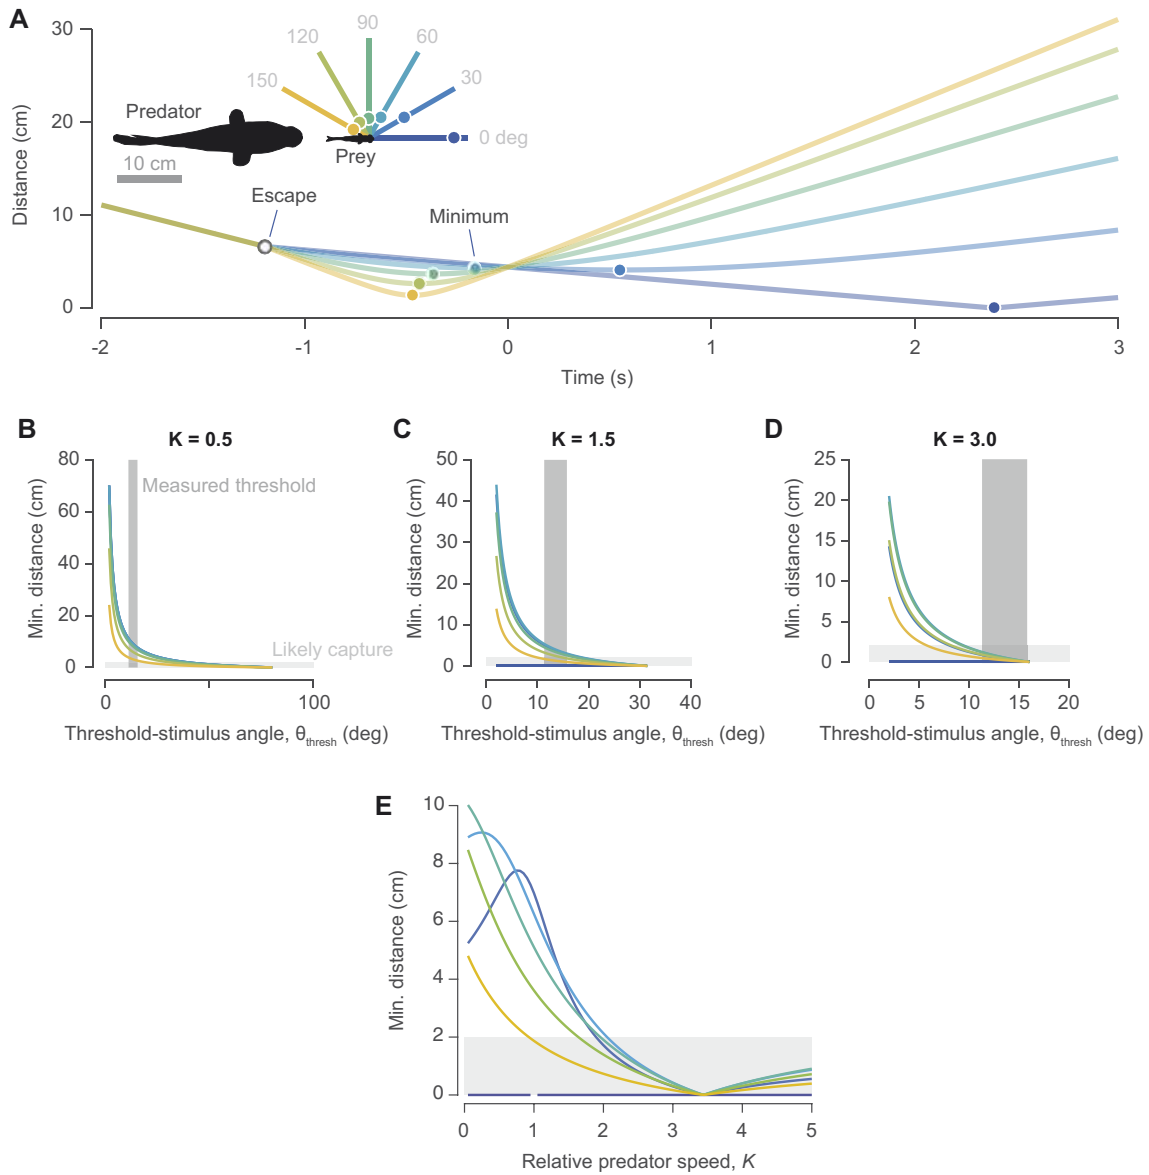 A
30
20
10
0
Distance (cm)
150
120
90
60
30
0 deg
Predator
10 cm
Prey
Escape
Minimum
-2
-1
0
1
2
3
Time (s)
B
K = 0.5
80
60
40
20
0
Min. distance (cm)
Measured threshold
Likely capture
0
100
Threshold-stimulus angle, θthresh (deg)
C
K = 1.5
50
40
30
20
10
0
Min. distance (cm)
0
10
20
30
40
Threshold-stimulus angle, θthresh (deg)
D
K = 3.0
25
20
15
10
5
0
Min. distance (cm)
0
5
10
15
20
Threshold-stimulus angle, θthresh (deg)
E
10
8
6
4
2
0
Min. distance (cm)
0
1
2
3
4
5
Relative predator speed, K